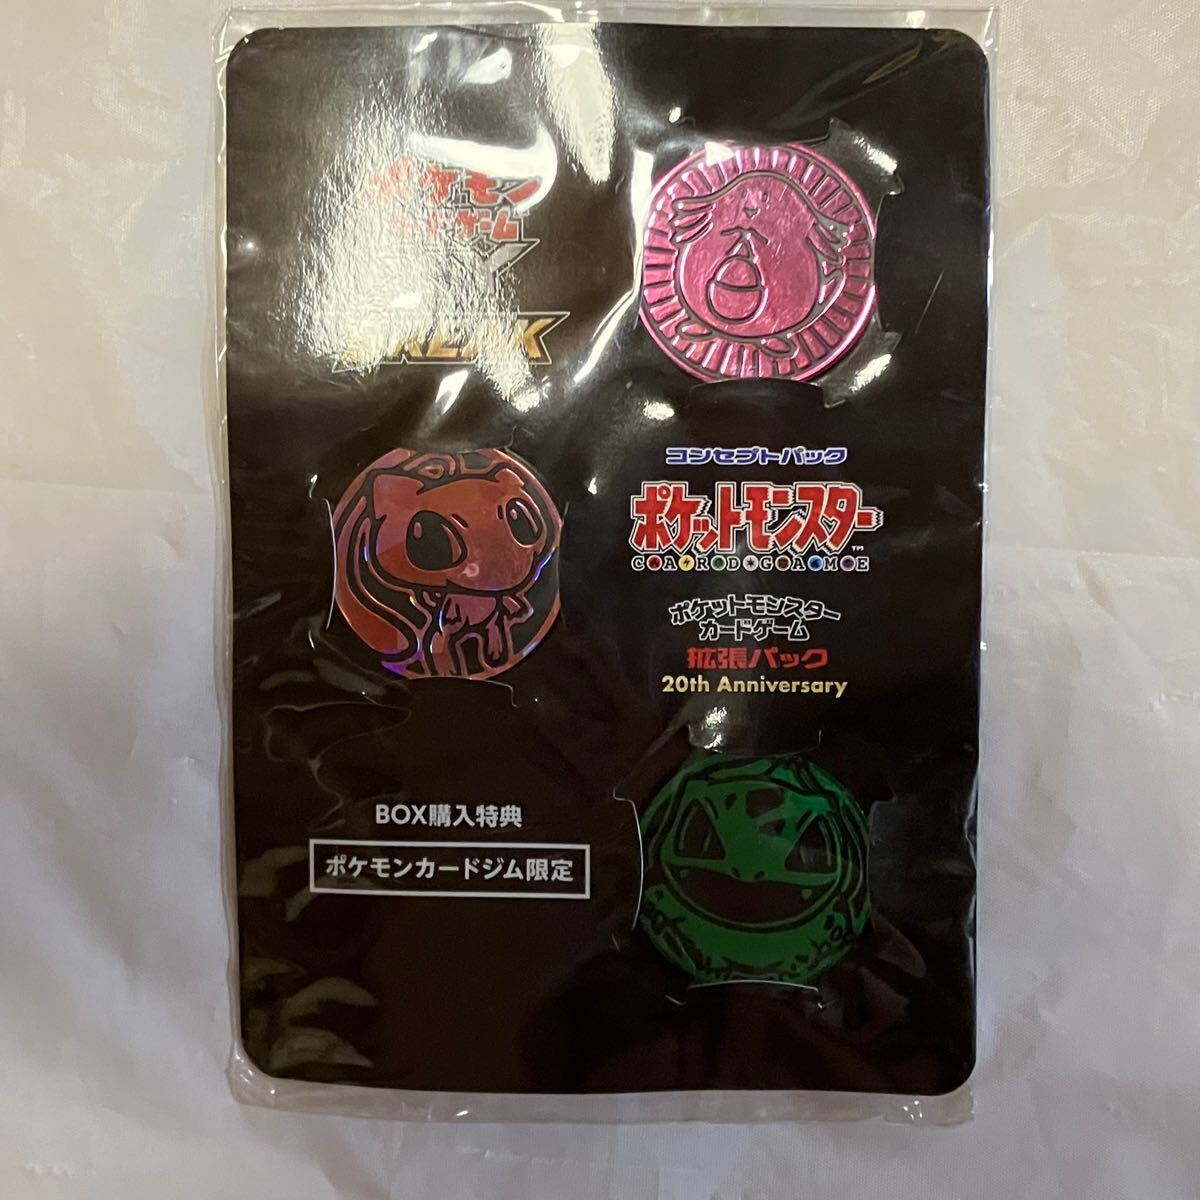 ポケモン
カードゲーム
XY
BREAK
コンセプトパック
ポケットモンスター™
CARD GAME
ポケットモンスター
カードゲーム
拡張パック
20th Anniversary
BOX購入特典
ポケモンカードジム限定